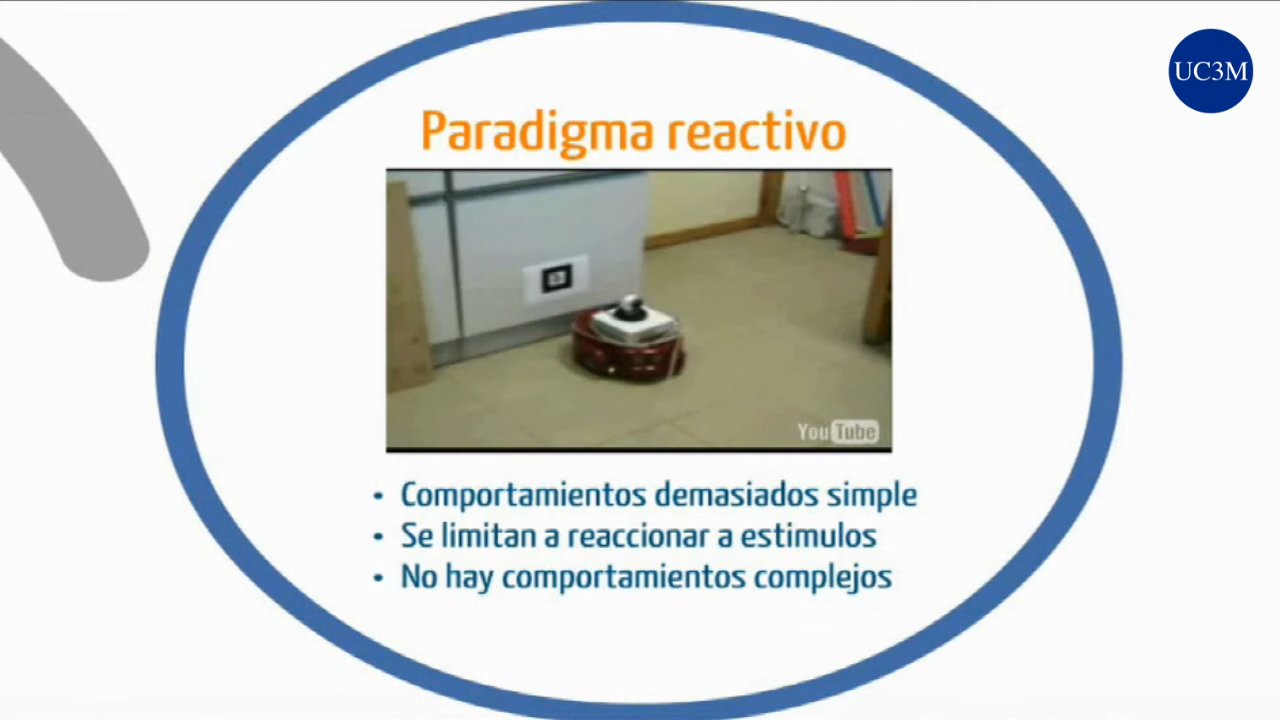 UC3M
Paradigma reactivo
YouTube
• Comportamientos demasiados simple
• Se limitan a reaccionar a estimulos
• No hay comportamientos complejos